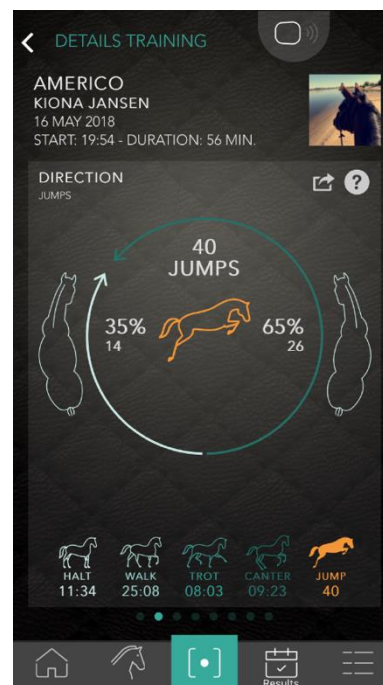 DETAILS TRAINING
AMERICO
KIONA JANSEN
16 MAY 2018
START: 19:54 - DURATION: 56 MIN.
DIRECTION
JUMPS
?
40
JUMPS
35%
14
65%
26
HALT
11:34
WALK
25:08
TROT
08:03
CANTER
09:23
JUMP
40
Results